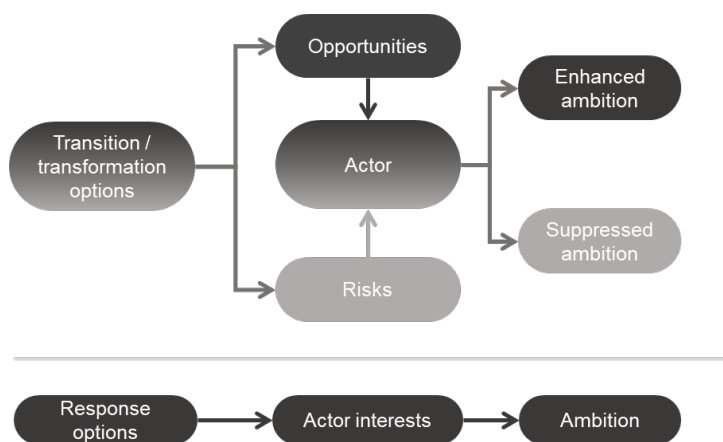 Opportunities
Enhanced
ambition
Transition /
transformation
options
Actor
Suppressed
ambition
Risks
Response
options
Actor interests
Ambition